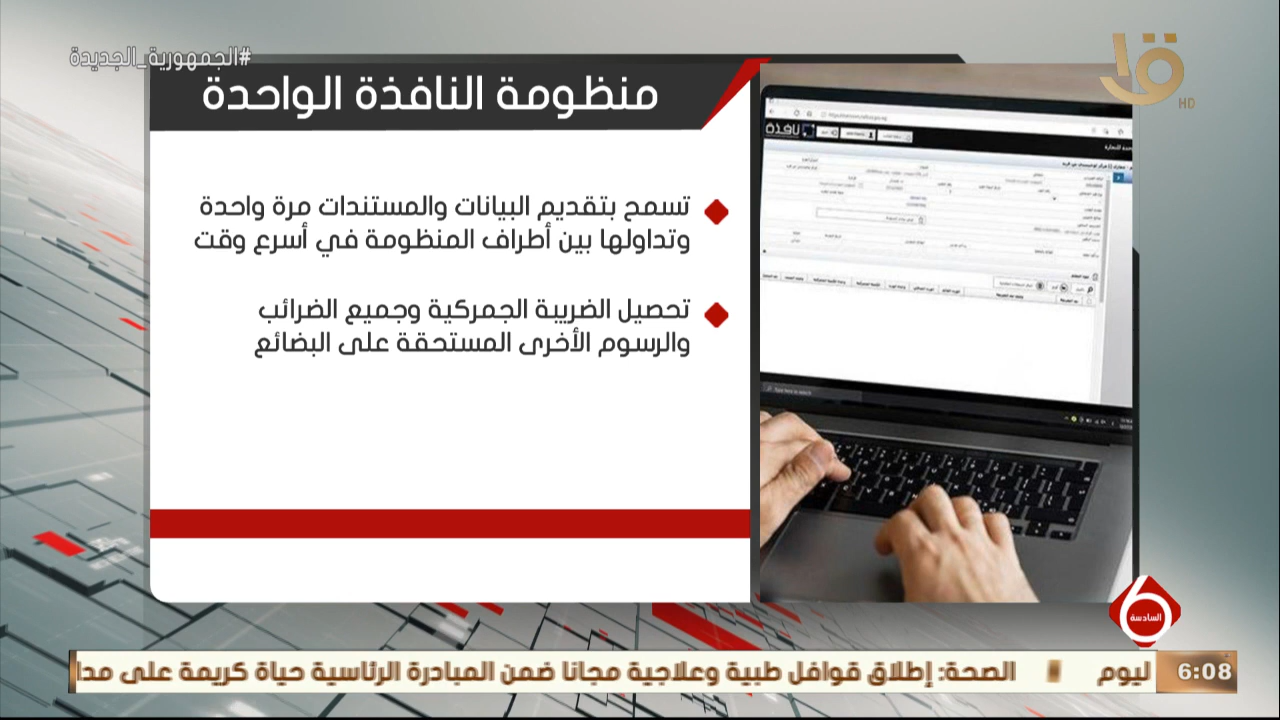 #الجمهورية_الجديدة
HD
منظومة النافذة الواحدة
تسمح بتقديم البيانات والمستندات مرة واحدة
وتداولها بين أطراف المنظومة في أسرع وقت
تحصيل الضريبة الجمركية وجميع الضرائب
والرسوم الأخرى المستحقة على البضائع
نافذة
6 السادسة
6:08
ليوم
الصحة: إطلاق قوافل طبية وعلاجية مجانا ضمن المبادرة الرئاسية حياة كريمة على مدا